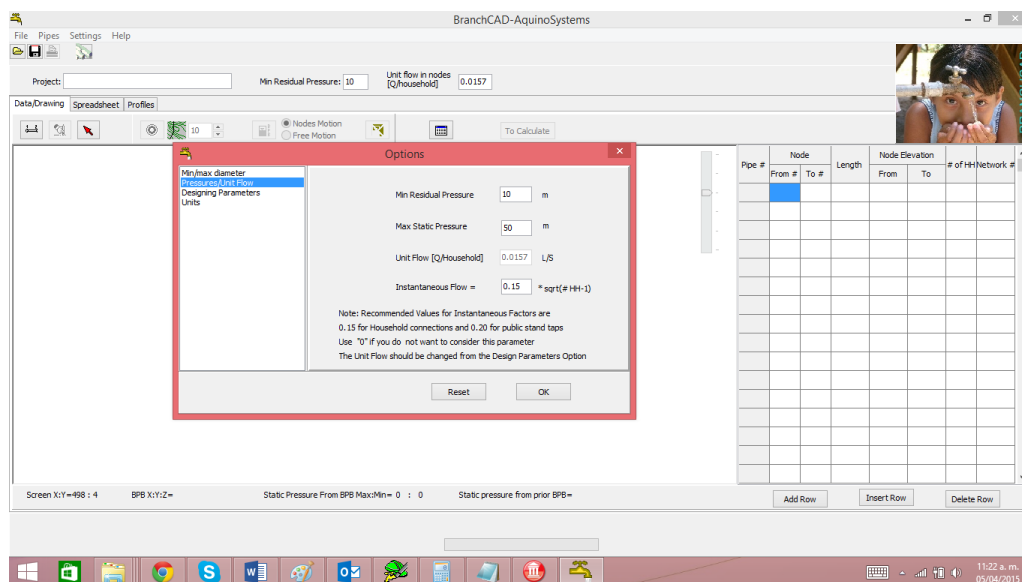 BranchCAD-AquinoSystems
File Pipes Settings Help
Project:
Min Residual Pressure: 10
Unit flow in nodes
[Q/household] 0.0157
Data/Drawing Spreadsheet Profiles
10
Nodes Motion
Free Motion
To Calculate
Options
Min/max diameter
Pressures/Unit Flow
Designing Parameters
Units
Min Residual Pressure 10 m
Max Static Pressure 50 m
Unit Flow [Q/Household] 0.0157 L/S
Instantaneous Flow = 0.15 * sqrt(# HH-1)
Note: Recommended Values for Instantaneous Factors are
0.15 for Household connections and 0.20 for public stand taps
Use "0" if you do not want to consider this parameter
The Unit Flow should be changed from the Design Parameters Option
Reset OK
Pipe # Node Length Node Elevation # of HH Network #
From # To # From To
Screen X:Y=498 : 4 BPB X:Y:Z= Static Pressure From BPB Max:Min= 0 : 0 Static pressure from prior BPB=
Add Row Insert Row Delete Row
11:22 a. m.
05/04/2015